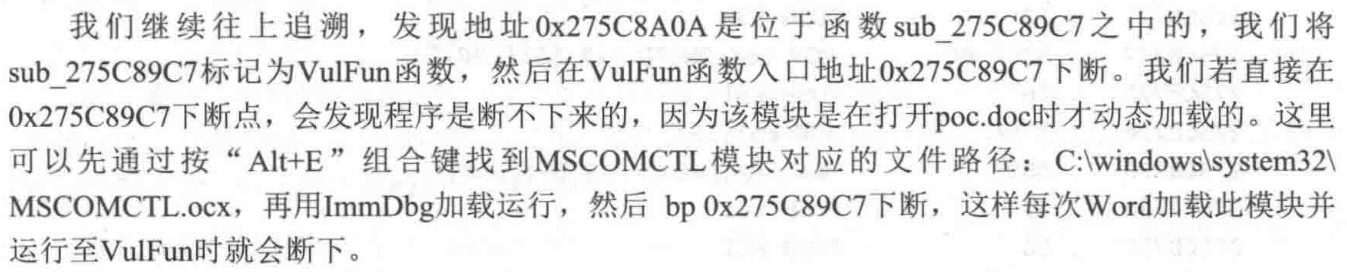 我们继续往上追溯，发现地址0x275C8A0A是位于函数sub_275C89C7之中的，我们将
sub_275C89C7标记为VulFun函数，然后在VulFun函数入口地址0x275C89C7下断。我们若直接在
0x275C89C7下断点，会发现程序是断不下来的，因为该模块是在打开poc.doc时才动态加载的。这里
可以先通过按“Alt+E”组合键找到MSCOMCTL模块对应的文件路径：C:\windows\system32\
MSCOMCTL.ocx，再用ImmDbg加载运行，然后 bp 0x275C89C7下断，这样每次Word加载此模块并
运行至VulFun时就会断下。